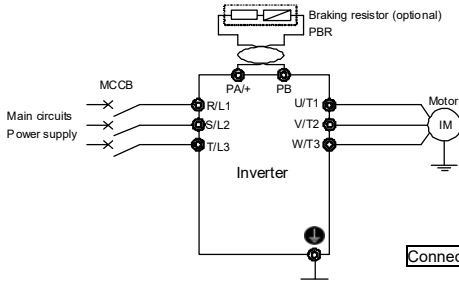 Braking resistor (optional)
PBR
MCCB
PA/+ PB
Main circuits
Power supply
R/L1
S/L2
T/L3
U/T1
V/T2
W/T3
Motor
IM
Inverter
Connec